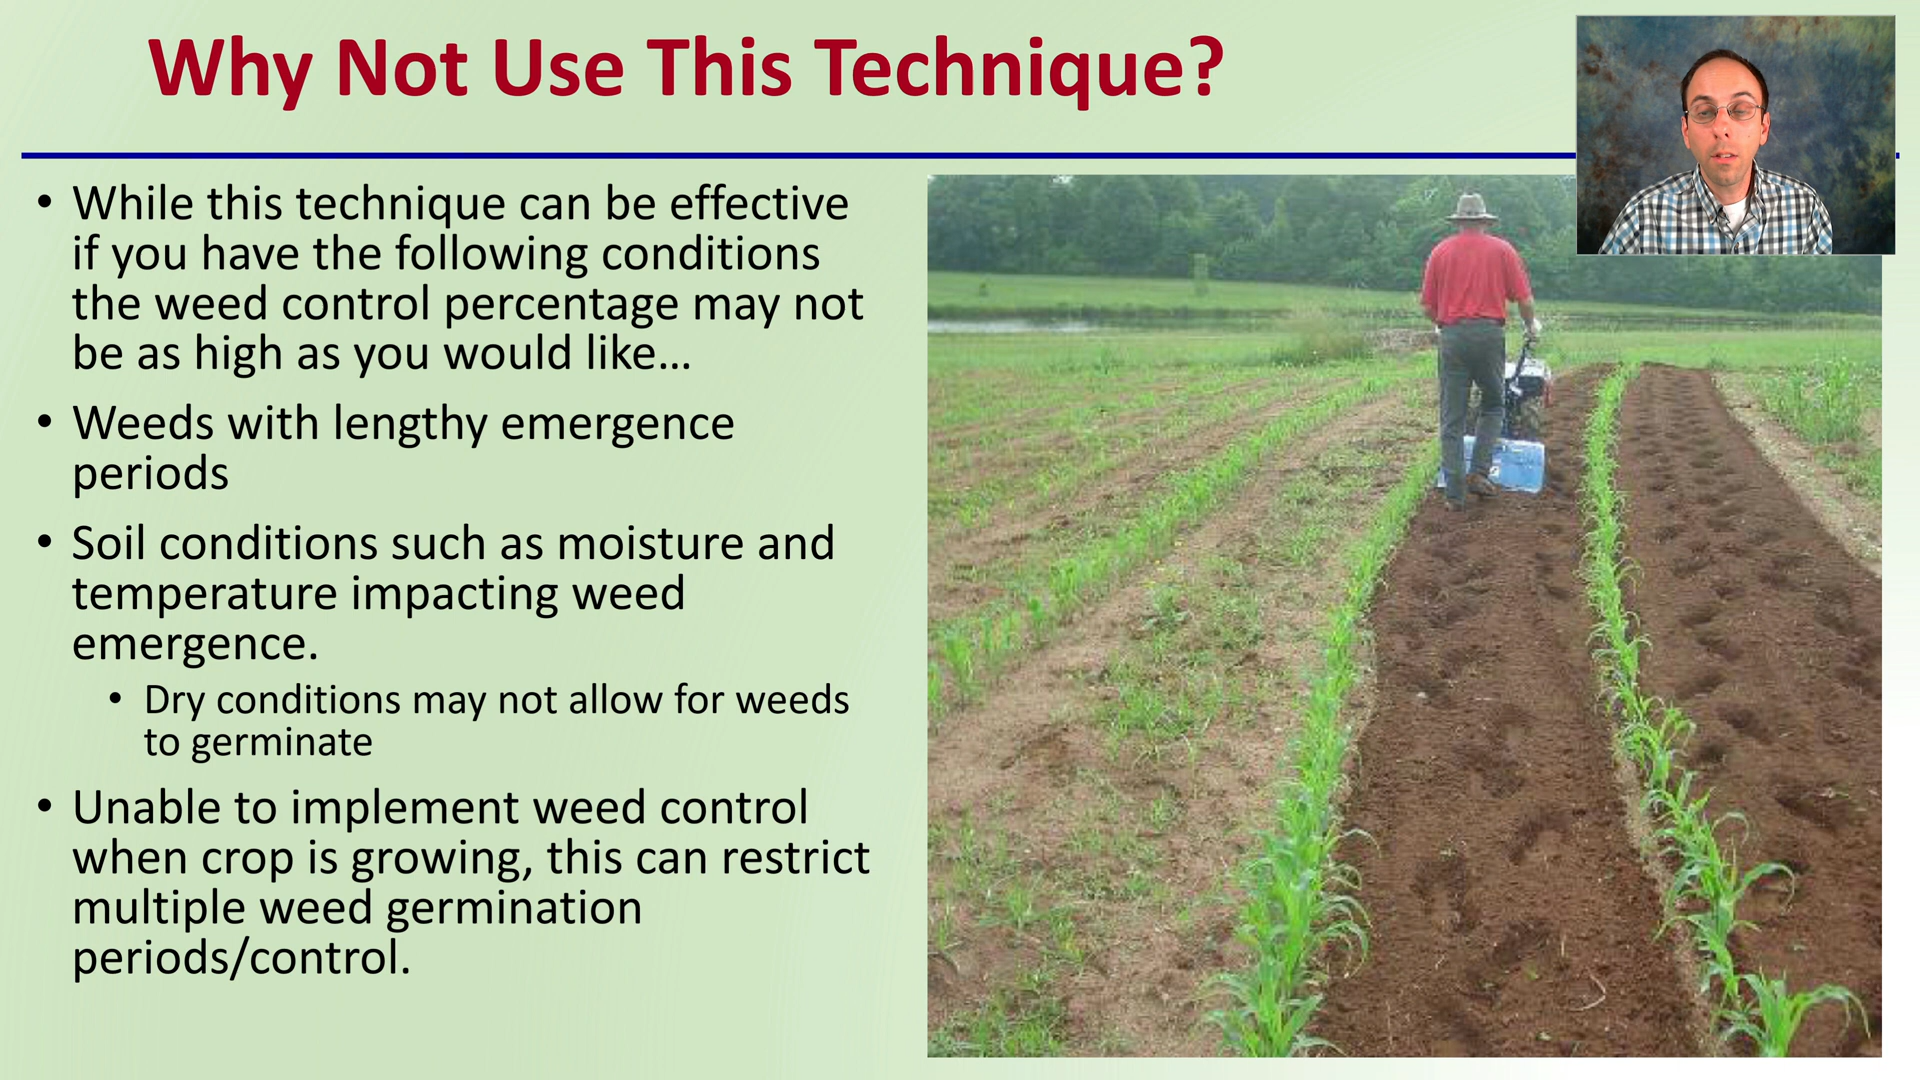 Why Not Use This Technique?
• While this technique can be effective
if you have the following conditions
the weed control percentage may not
be as high as you would like…
• Weeds with lengthy emergence
periods
• Soil conditions such as moisture and
temperature impacting weed
emergence.
• Dry conditions may not allow for weeds
to germinate
• Unable to implement weed control
when crop is growing, this can restrict
multiple weed germination
periods/control.